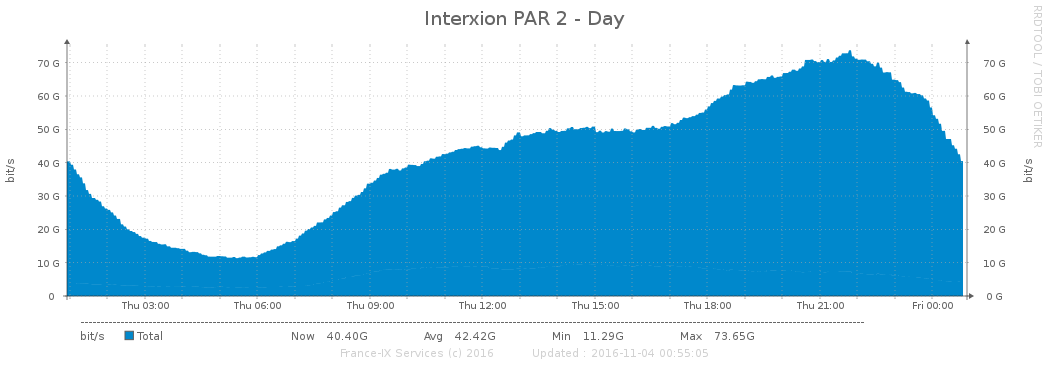 Interxion PAR 2 - Day
RRDTOOL / TOBI OETIKER
bit/s
70 G
60 G
50 G
40 G
30 G
20 G
10 G
0
70 G
60 G
50 G
40 G
30 G
20 G
10 G
0 G
bit/s
Thu 03:00 Thu 06:00 Thu 09:00 Thu 12:00 Thu 15:00 Thu 18:00 Thu 21:00 Fri 00:00
bit/s Total Now 40.40G Avg 42.42G Min 11.29G Max 73.65G
France-IX Services (c) 2016 Updated : 2016-11-04 00:55:05